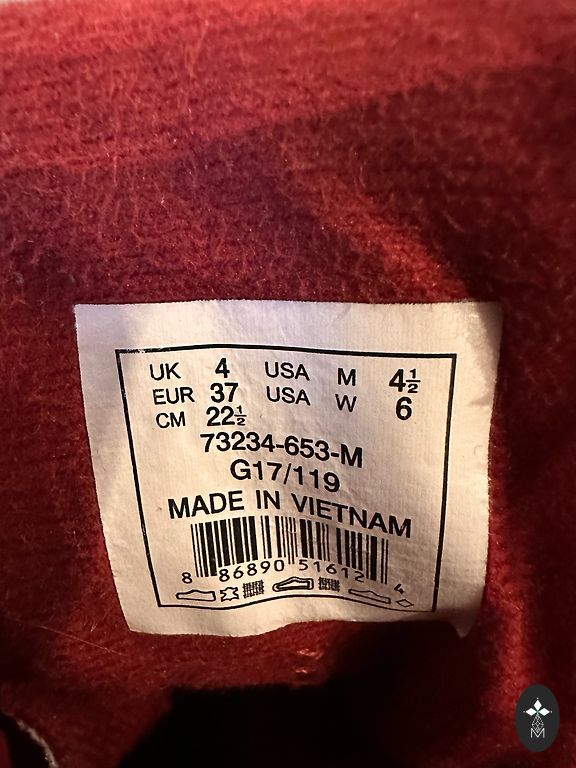 UK 4 USA M 4½
EUR 37 USA W 6
CM 22½
73234-653-M
G17/119
MADE IN VIETNAM
8 86890 51612 4
M